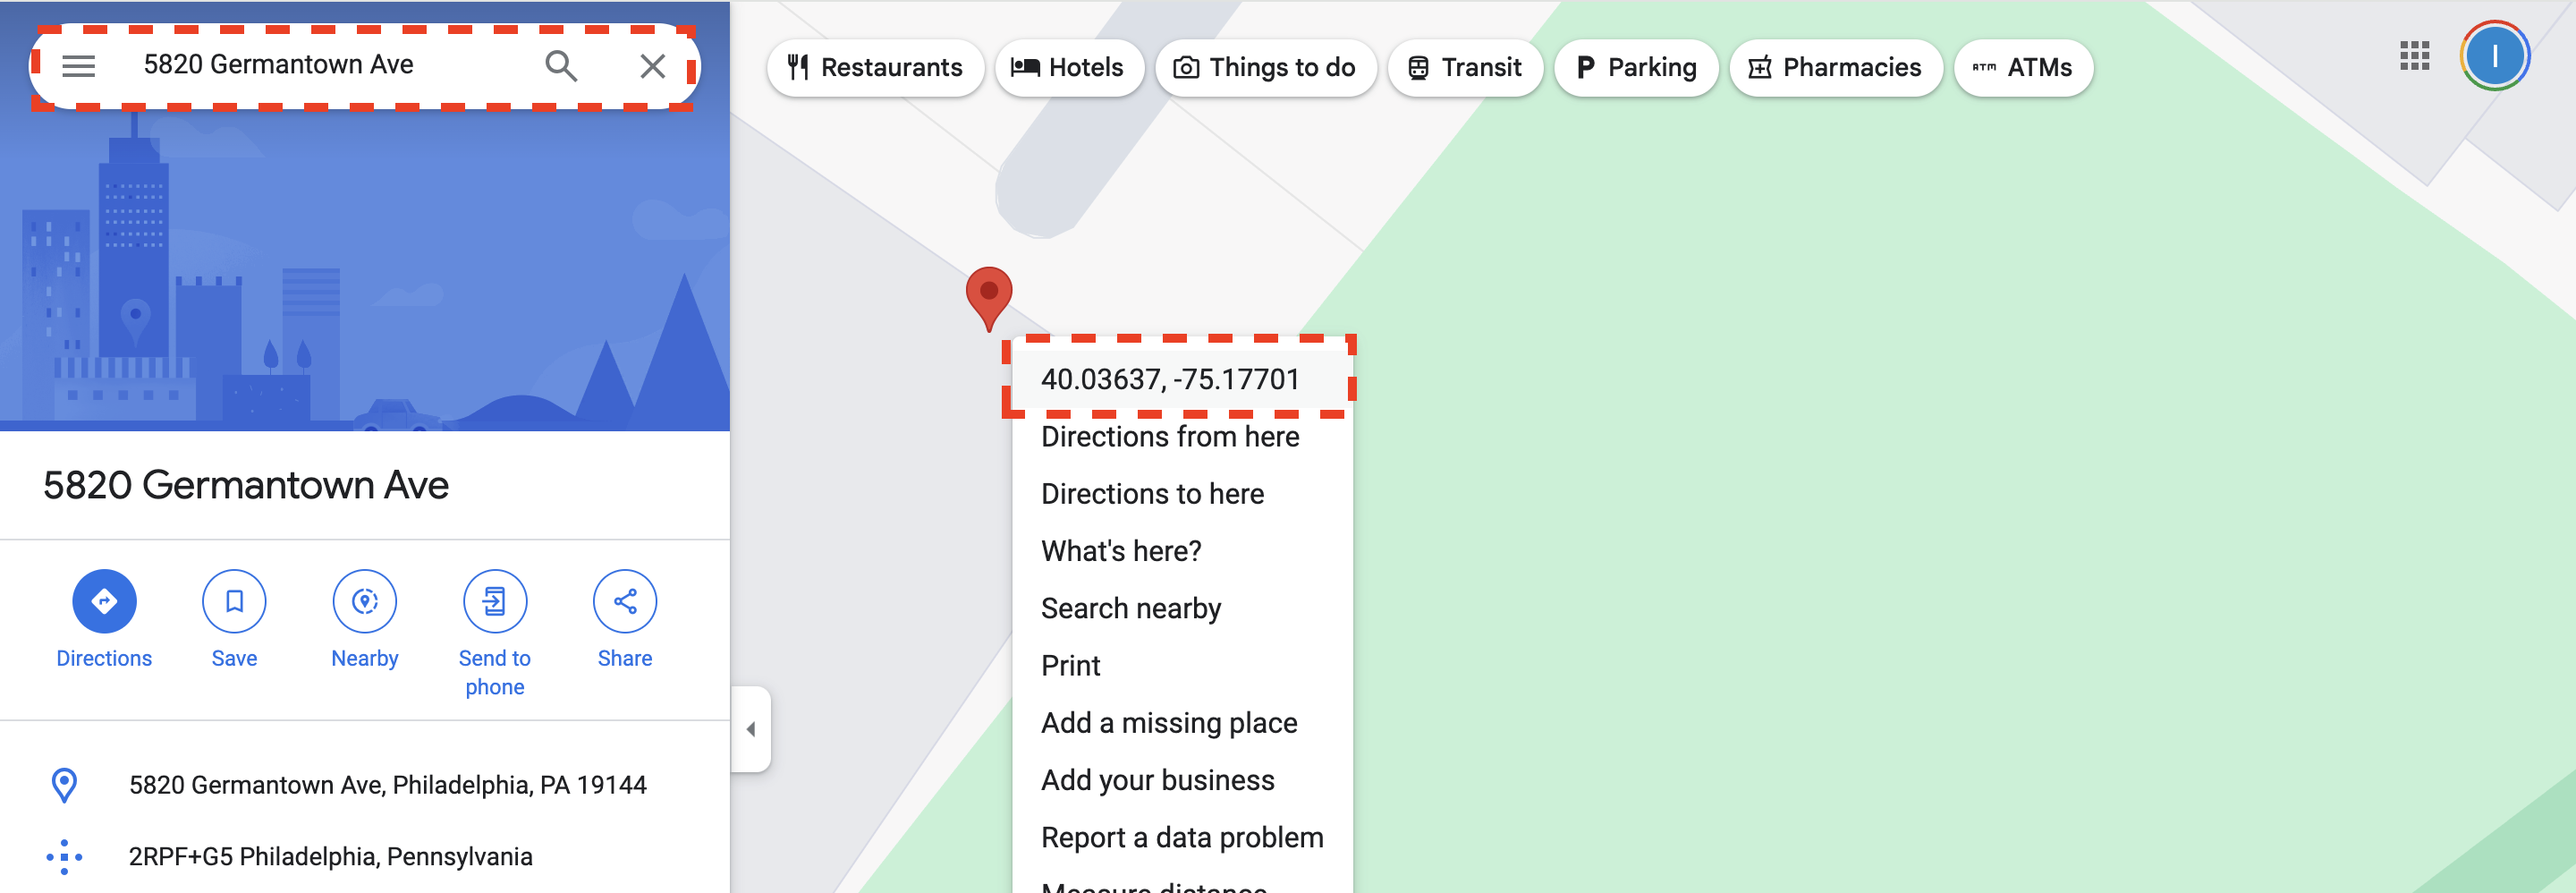 5820 Germantown Ave
Restaurants
Hotels
Things to do
Transit
P Parking
Pharmacies
ATM ATMs
I
40.03637, -75.17701
Directions from here
Directions to here
What's here?
Search nearby
Print
Add a missing place
Add your business
Report a data problem
Measure distance
5820 Germantown Ave
Directions
Save
Nearby
Send to
phone
Share
5820 Germantown Ave, Philadelphia, PA 19144
2RPF+G5 Philadelphia, Pennsylvania